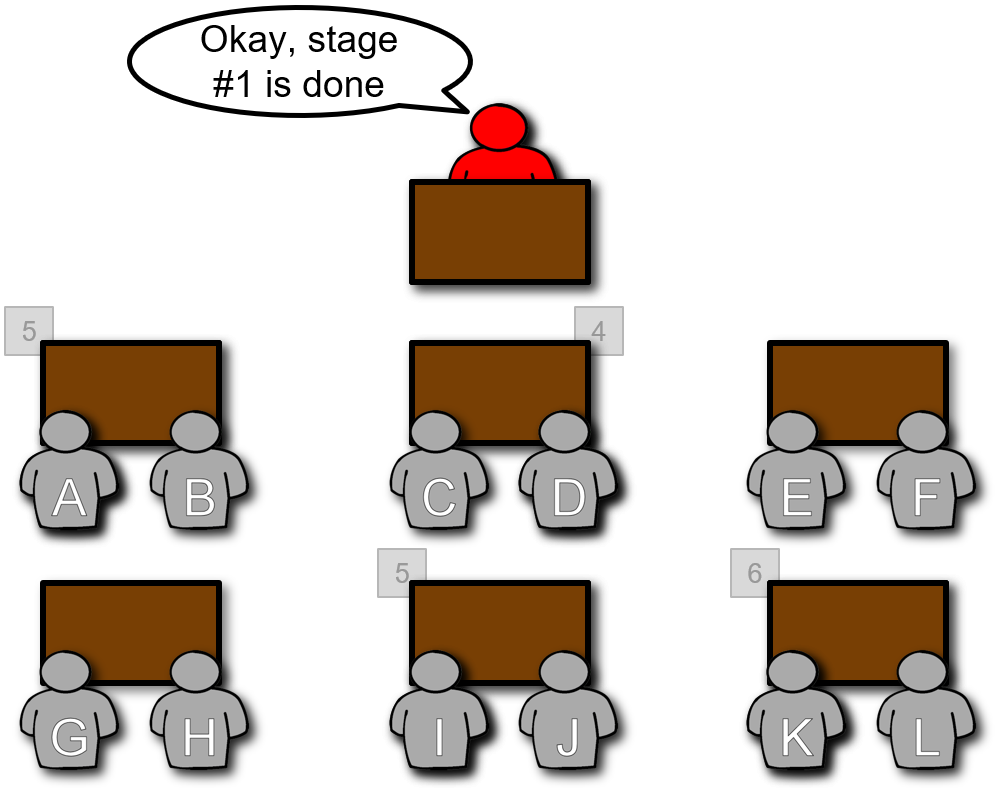 Okay, stage
#1 is done
5
4
A B C D E F
5
6
G H I J K L